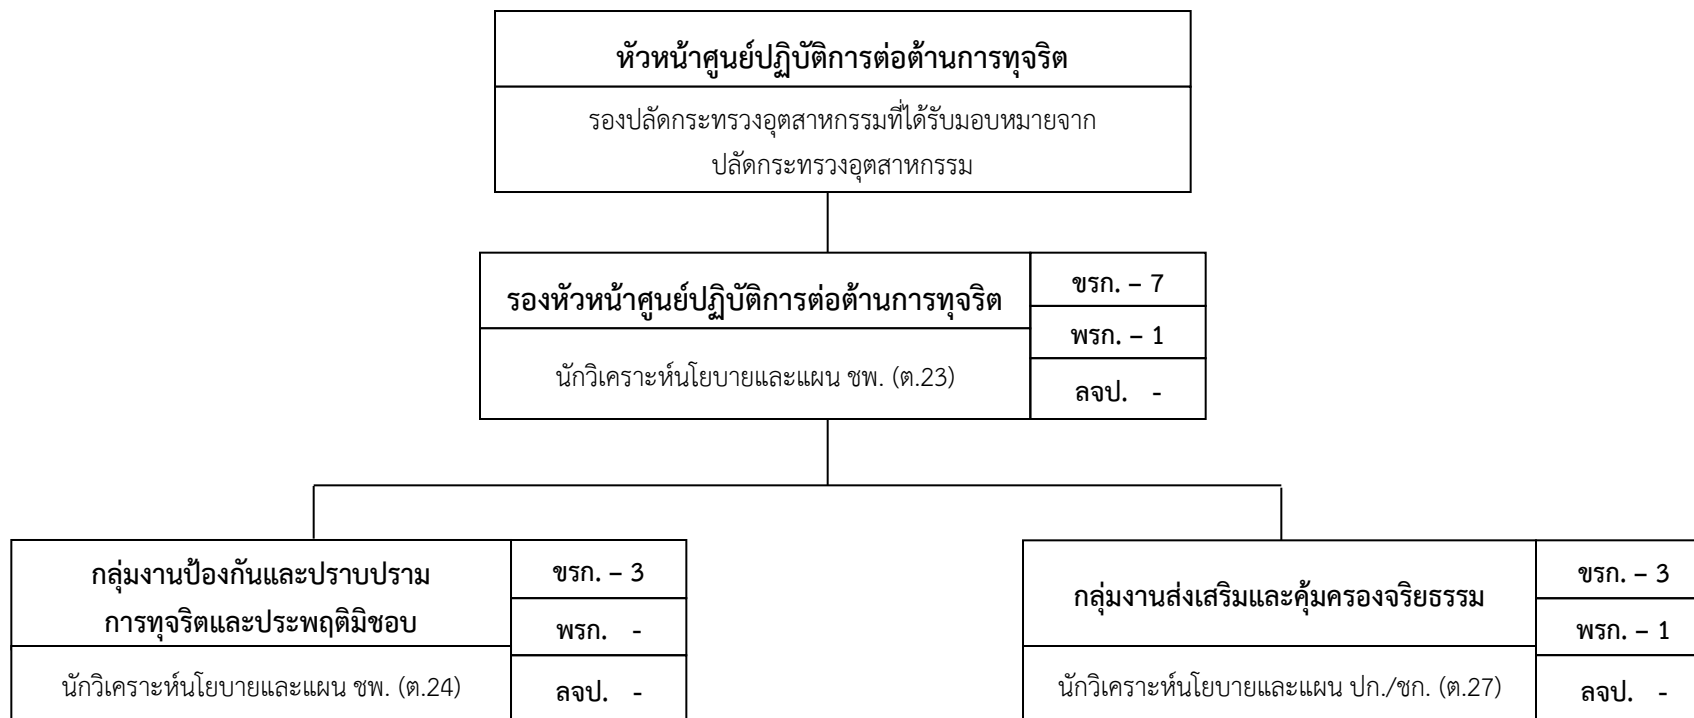 หัวหน้าศูนย์ปฏิบัติการต่อต้านการทุจริต
รองปลัดกระทรวงอุตสาหกรรมที่ได้รับมอบหมายจาก
ปลัดกระทรวงอุตสาหกรรม
รองหัวหน้าศูนย์ปฏิบัติการต่อต้านการทุจริต
นักวิเคราะห์นโยบายและแผน ชพ. (ต.23)
ขรก. – 7
พรก. – 1
ลจป. -
กลุ่มงานป้องกันและปราบปราม
การทุจริตและประพฤติมิชอบ
นักวิเคราะห์นโยบายและแผน ชพ. (ต.24)
ขรก. – 3
พรก. -
ลจป. -
กลุ่มงานส่งเสริมและคุ้มครองจริยธรรม
นักวิเคราะห์นโยบายและแผน ปก./ชก. (ต.27)
ขรก. – 3
พรก. – 1
ลจป. -